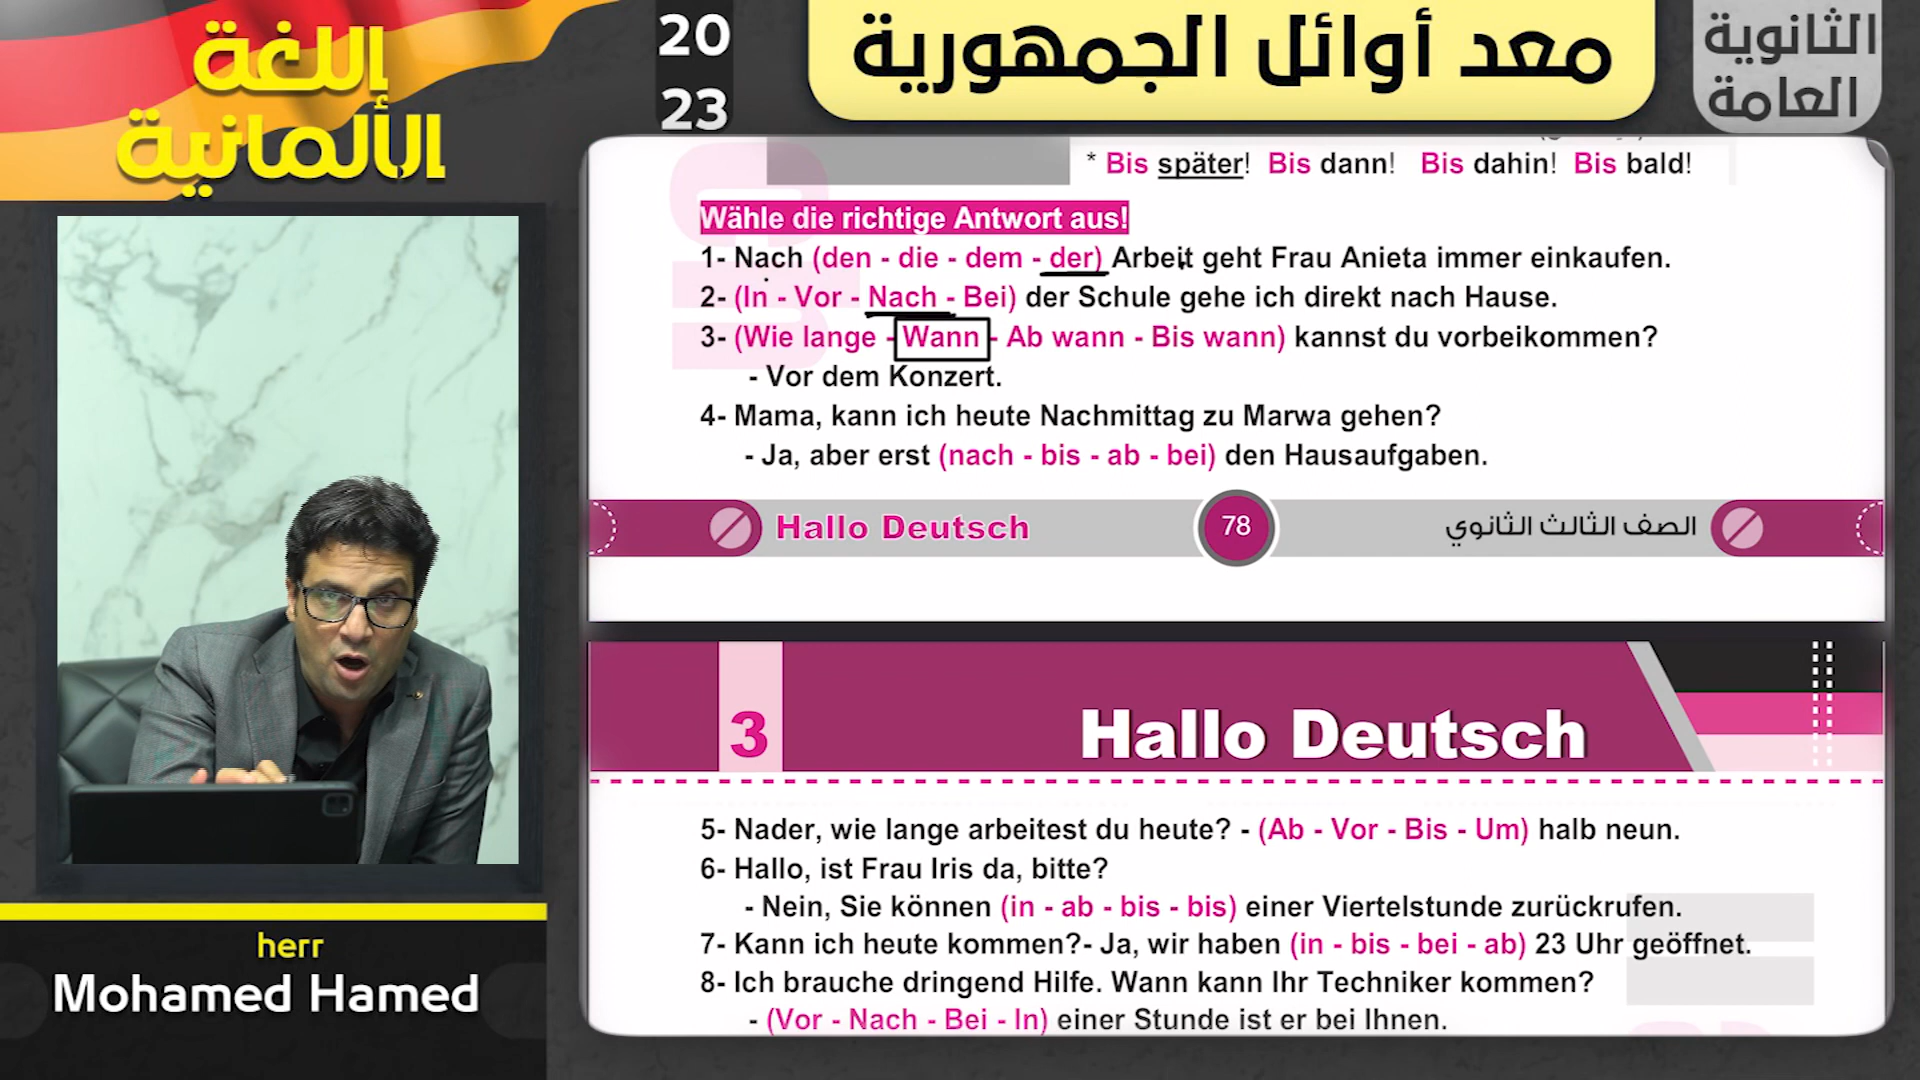 اللغة
الألمانية
20
23
معد أوائل الجمهورية
الثانوية
العامة
* Bis später! Bis dann! Bis dahin! Bis bald!
Wähle die richtige Antwort aus!
1- Nach (den - die - dem - der) Arbeit geht Frau Anieta immer einkaufen.
2- (In - Vor - Nach - Bei) der Schule gehe ich direkt nach Hause.
3- (Wie lange - Wann - Ab wann - Bis wann) kannst du vorbeikommen?
- Vor dem Konzert.
4- Mama, kann ich heute Nachmittag zu Marwa gehen?
- Ja, aber erst (nach - bis - ab - bei) den Hausaufgaben.
Hallo Deutsch
78
الصف الثالث الثانوي
3
Hallo Deutsch
5- Nader, wie lange arbeitest du heute? - (Ab - Vor - Bis - Um) halb neun.
6- Hallo, ist Frau Iris da, bitte?
- Nein, Sie können (in - ab - bis - bis) einer Viertelstunde zurückrufen.
7- Kann ich heute kommen?- Ja, wir haben (in - bis - bei - ab) 23 Uhr geöffnet.
8- Ich brauche dringend Hilfe. Wann kann Ihr Techniker kommen?
- (Vor - Nach - Bei - In) einer Stunde ist er bei Ihnen.
herr
Mohamed Hamed